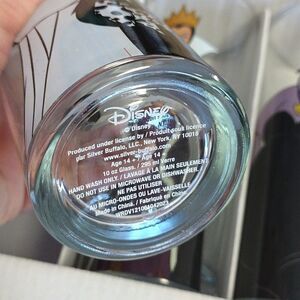 Disney
© Disney
Produced under license by / Produit sous licence
par Silver Buffalo, LLC., New York, NY 10019
www.silver-buffalo.com
Age 14 + Age 14
10 oz Glass / 295 ml Verre
HAND WASH ONLY / LAVAGE À LA MAIN SEULEMENT
DO NOT USE IN MICROWAVE OR DISHWASHER.
NE PAS UTILISER
AU MICRO-ONDES OU LAVE-VAISSELLE
Made in China. / Fabriqué en Chine.